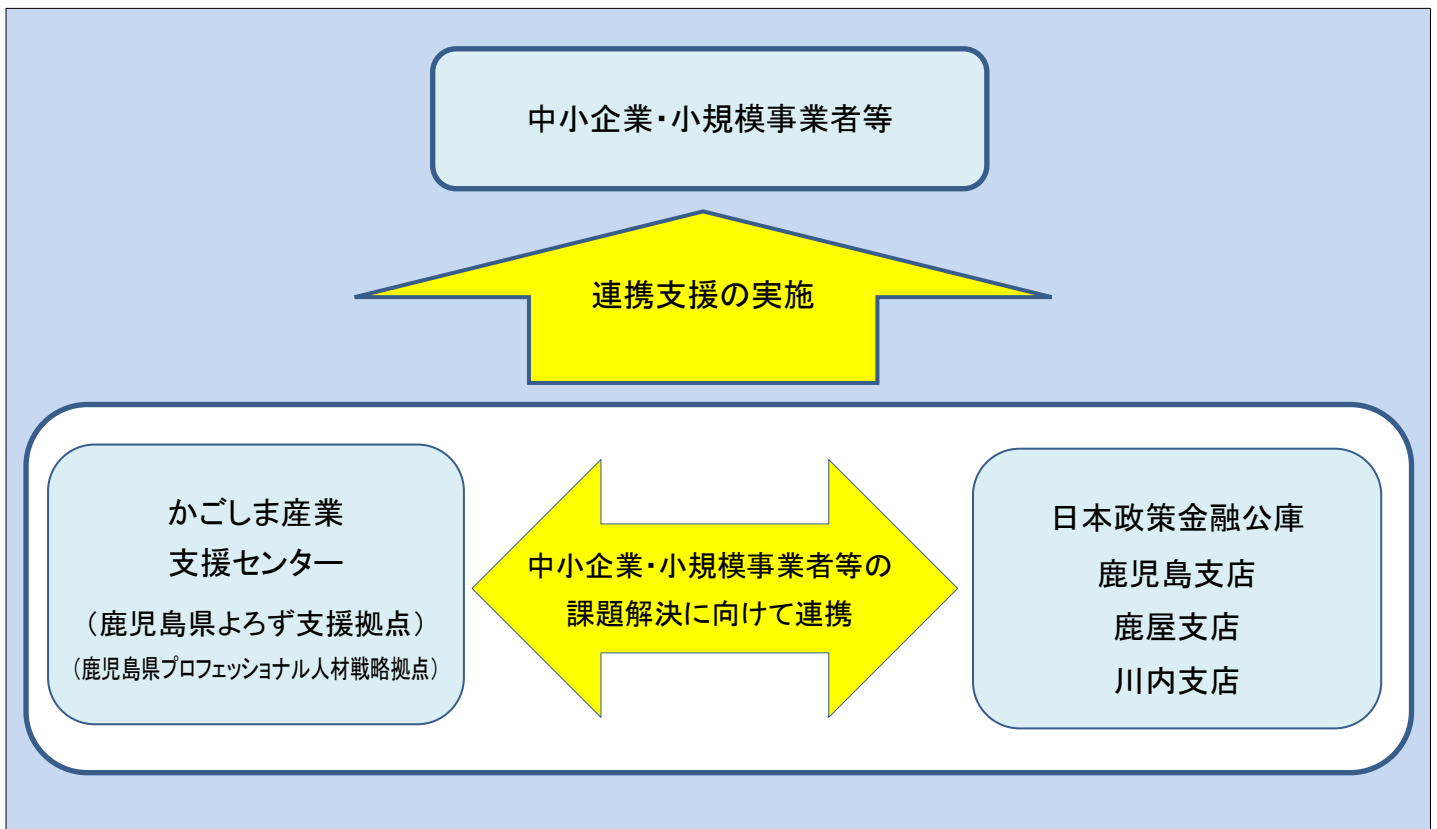 中小企業・小規模事業者等
連携支援の実施
かごしま産業
支援センター
（鹿児島県よろず支援拠点）
（鹿児島県プロフェッショナル人材戦略拠点）
中小企業・小規模事業者等の
課題解決に向けて連携
日本政策金融公庫
鹿児島支店
鹿屋支店
川内支店